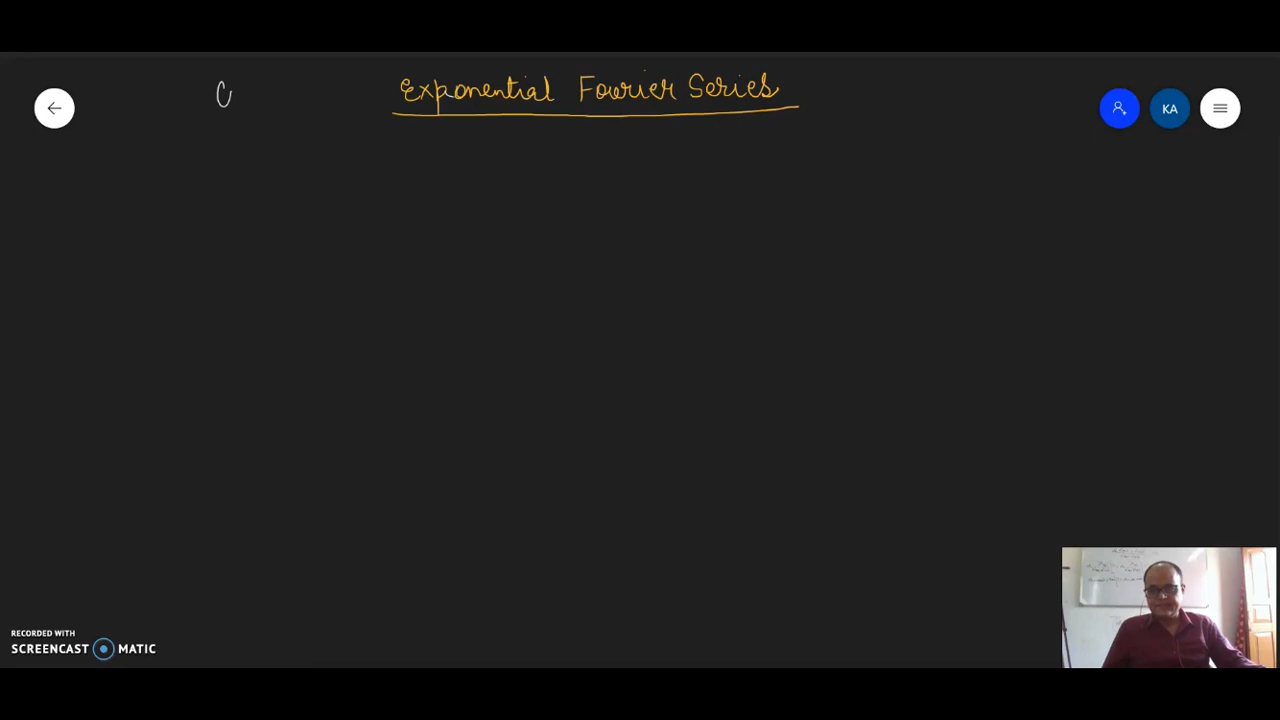 C
Exponential Fourier Series
KA
RECORDED WITH
SCREENCAST MATIC